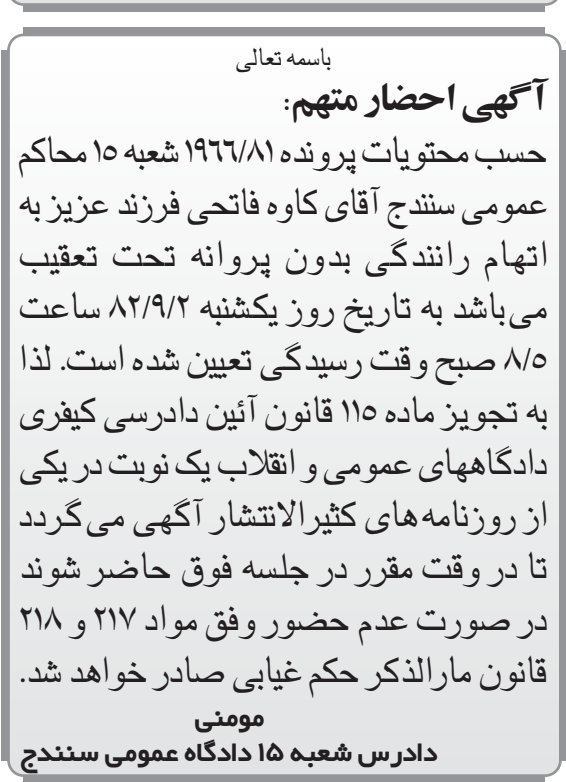 باسمه تعالی
آگهی احضار متهم:
حسب محتویات پرونده ۱۹۶۶/۸۱ شعبه ۱۵ محاکم
عمومی سنندج آقای کاوه فاتحی فرزند عزیز به
اتهام رانندگی بدون پروانه تحت تعقیب
می‌باشد به تاریخ روز یکشنبه ۸۲/۹/۲ ساعت
۸/۵ صبح وقت رسیدگی تعیین شده است. لذا
به تجویز ماده ۱۱۵ قانون آئین دادرسی کیفری
دادگاههای عمومی و انقلاب یک نوبت در یکی
از روزنامه‌های کثیرالانتشار آگهی می‌گردد
تا در وقت مقرر در جلسه فوق حاضر شوند
در صورت عدم حضور وفق مواد ۲۱۷ و ۲۱۸
قانون مارالذکر حکم غیابی صادر خواهد شد.
مومنی
دادرس شعبه ۱۵ دادگاه عمومی سنندج